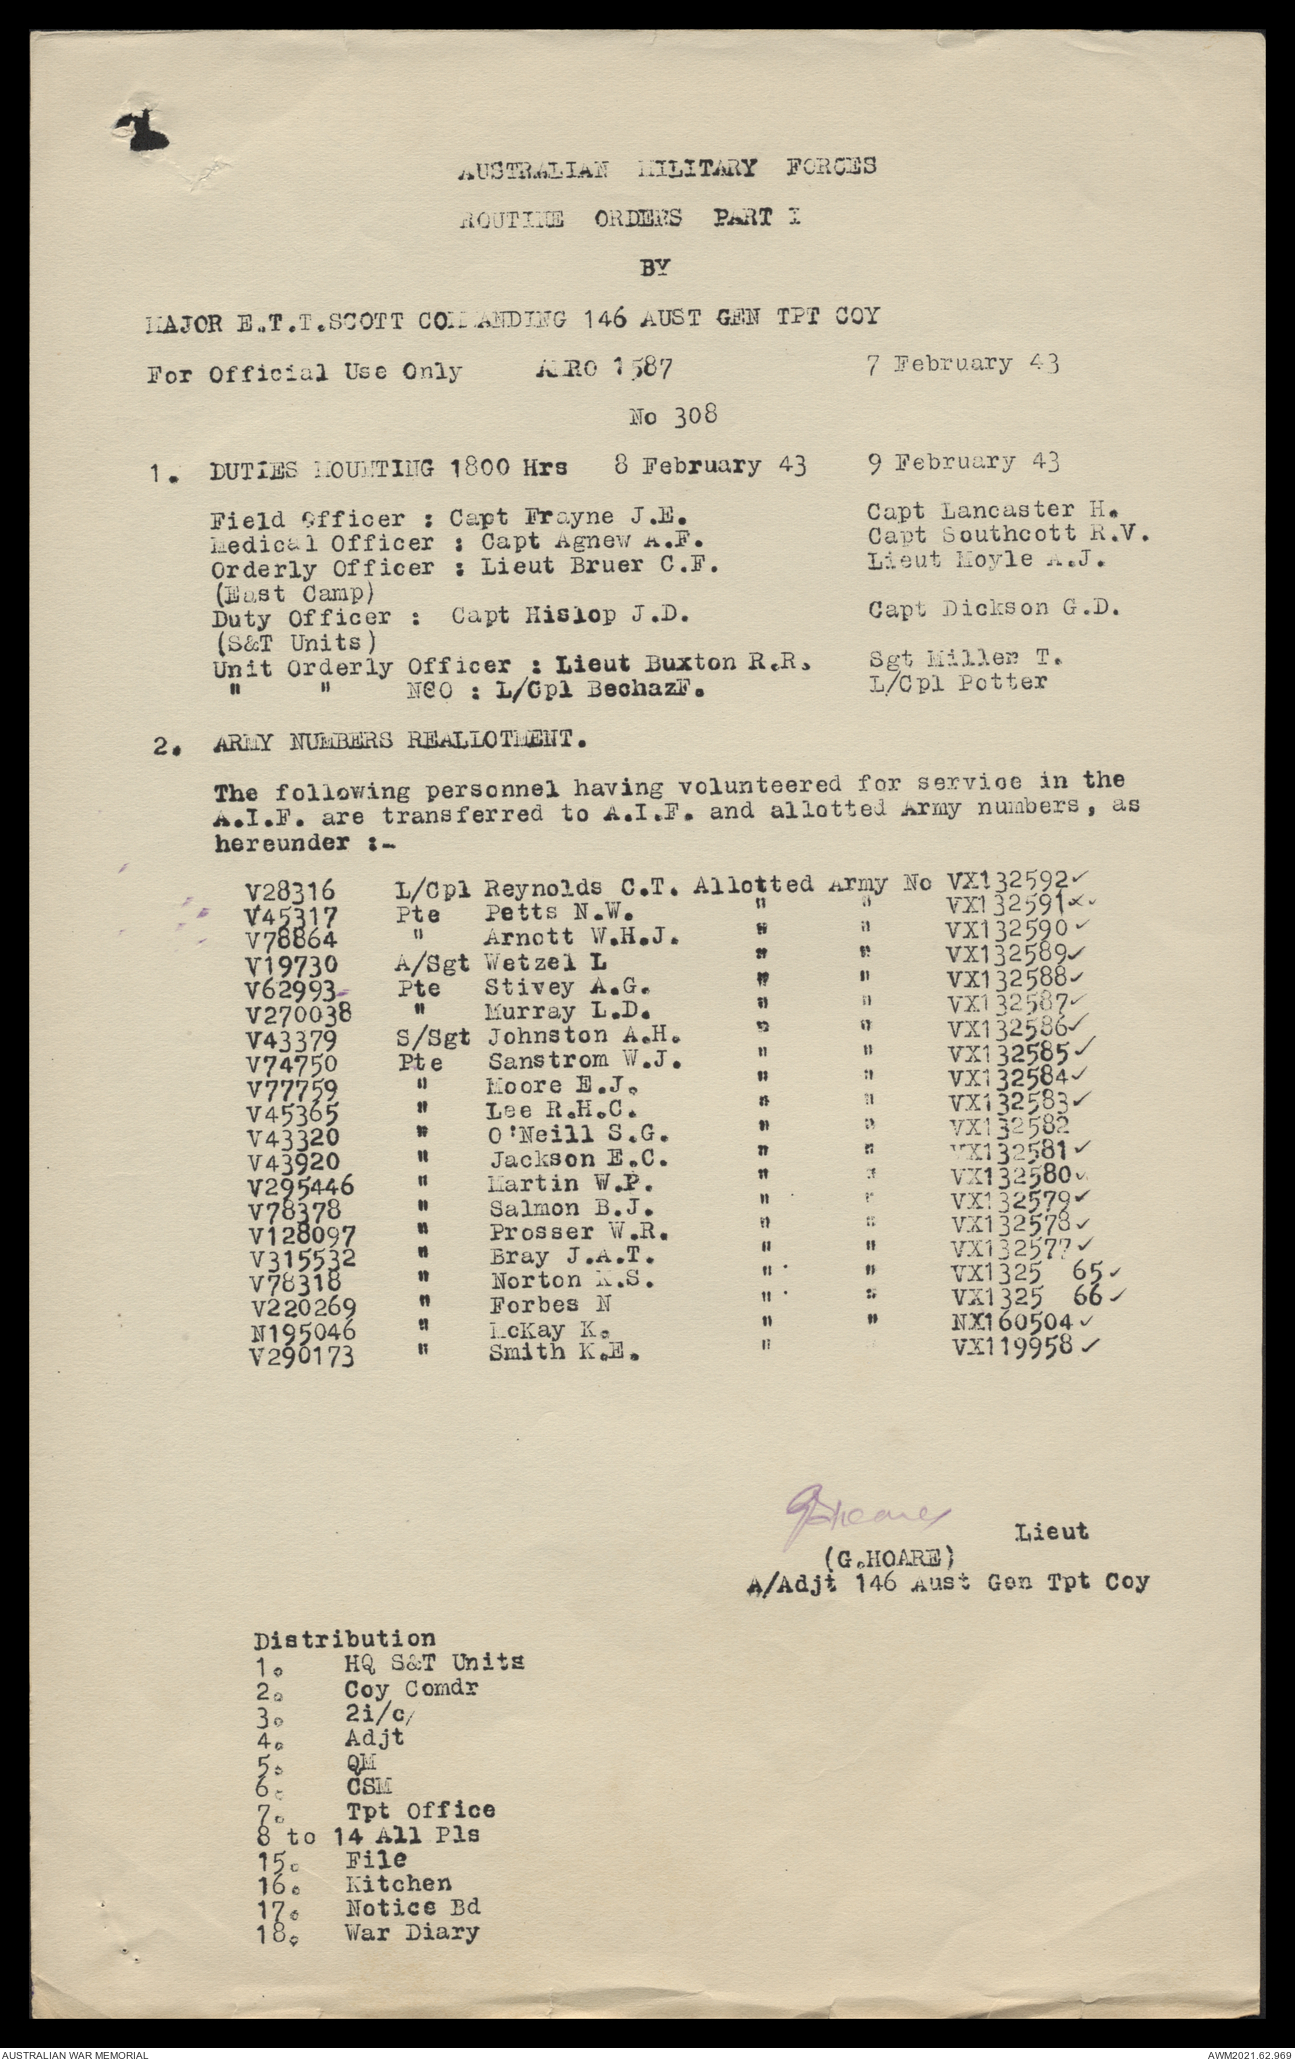 AUSTRALIAN MILITARY FORCES
ROUTINE ORDERS PART I
BY
MAJOR E.T.T.SCOTT COMMANDING 146 AUST GEN TPT COY
For Official Use Only AMRO 1587 7 February 43
No 308
1. DUTIES MOUNTING 1800 Hrs 8 February 43 9 February 43
Field Officer : Capt Frayne J.E. Capt Lancaster H.
Medical Officer : Capt Agnew A.F. Capt Southcott R.V.
Orderly Officer : Lieut Bruer C.F. Lieut Moyle A.J.
(East Camp)
Duty Officer : Capt Hislop J.D. Capt Dickson G.D.
(S&T Units)
Unit Orderly Officer : Lieut Buxton R.R. Sgt Miller T.
" " NCO : L/Cpl BechazF. L/Cpl Potter
2. ARMY NUMBERS REALLOTMENT.
The following personnel having volunteered for service in the
A.I.F. are transferred to A.I.F. and allotted Army numbers, as
hereunder :-
V28316 L/Cpl Reynolds C.T. Allotted Army No VX132592 ✓
V45317 Pte Petts N.W. " " VX132591 x ✓
V78864 " Arnott W.H.J. " " VX132590 ✓
V19730 A/Sgt Wetzel L " " VX132589 ✓
V62993 Pte Stivey A.G. " " VX132588 ✓
V270038 " Murray L.D. " " VX132587 ✓
V43379 S/Sgt Johnston A.H. " " VX132586 ✓
V74750 Pte Sanstrom W.J. " " VX132585 ✓
V77759 " Moore E.J. " " VX132584 ✓
V45365 " Lee R.H.C. " " VX132583 ✓
V43320 " O'Neill S.G. " " VX132582
V43920 " Jackson E.C. " " VX132581 ✓
V295446 " Martin W.P. " " VX132580 ✓
V78378 " Salmon B.J. " " VX132579 ✓
V128097 " Prosser W.R. " " VX132578 ✓
V315532 " Bray J.A.T. " " VX132577 ✓
V78318 " Norton K.S. " " VX1325 65 ✓
V220269 " Forbes N " " VX1325 66 ✓
N195046 " McKay K. " " NX160504 ✓
V290173 " Smith K.E. " " VX119958 ✓
GHoare Lieut
(G.HOARE)
A/Adjt 146 Aust Gen Tpt Coy
Distribution
1. HQ S&T Units
2. Coy Comdr
3. 2i/c/
4. Adjt
5. QM
6. CSM
7. Tpt Office
8 to 14 All Pls
15. File
16. Kitchen
17. Notice Bd
18. War Diary
AUSTRALIAN WAR MEMORIAL AWM2021.62.969